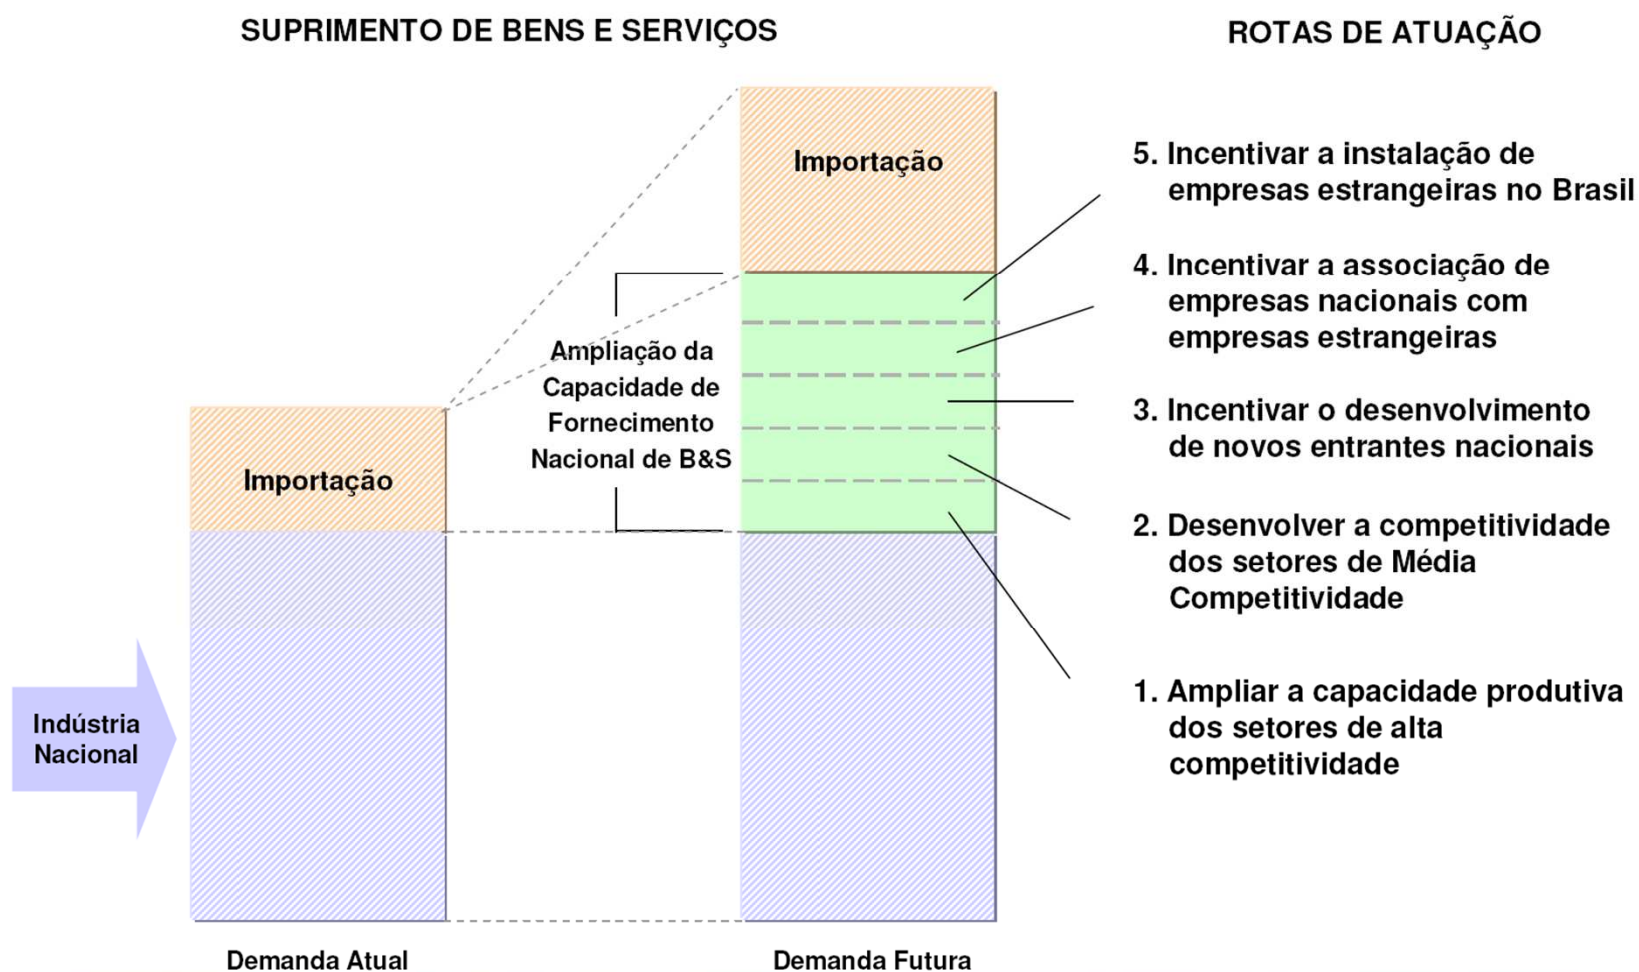 SUPRIMENTO DE BENS E SERVIÇOS
ROTAS DE ATUAÇÃO
Importação
5. Incentivar a instalação de
empresas estrangeiras no Brasil
4. Incentivar a associação de
empresas nacionais com
empresas estrangeiras
Ampliação da
Capacidade de
Fornecimento
Nacional de B&S
3. Incentivar o desenvolvimento
de novos entrantes nacionais
Importação
2. Desenvolver a competitividade
dos setores de Média
Competitividade
1. Ampliar a capacidade produtiva
dos setores de alta
competitividade
Indústria
Nacional
Demanda Atual
Demanda Futura